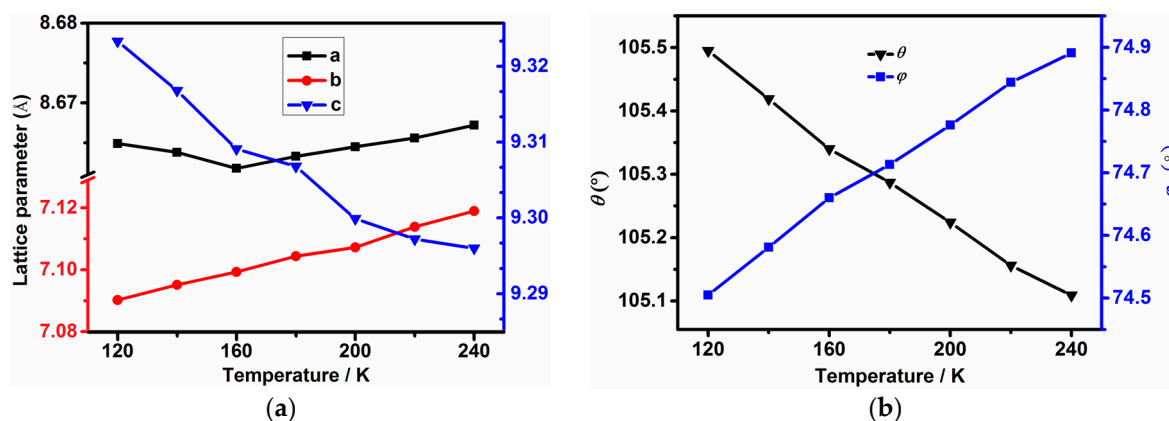 8.68
8.67
7.12
7.10
7.08
Lattice parameter (Å)
a
b
c
9.32
9.31
9.30
9.29
120 160 200 240
Temperature / K
(a)
105.5
105.4
105.3
105.2
105.1
θ (°)
θ
φ
74.9
74.8
74.7
74.6
74.5
(°)
120 160 200 240
Temperature / K
(b)